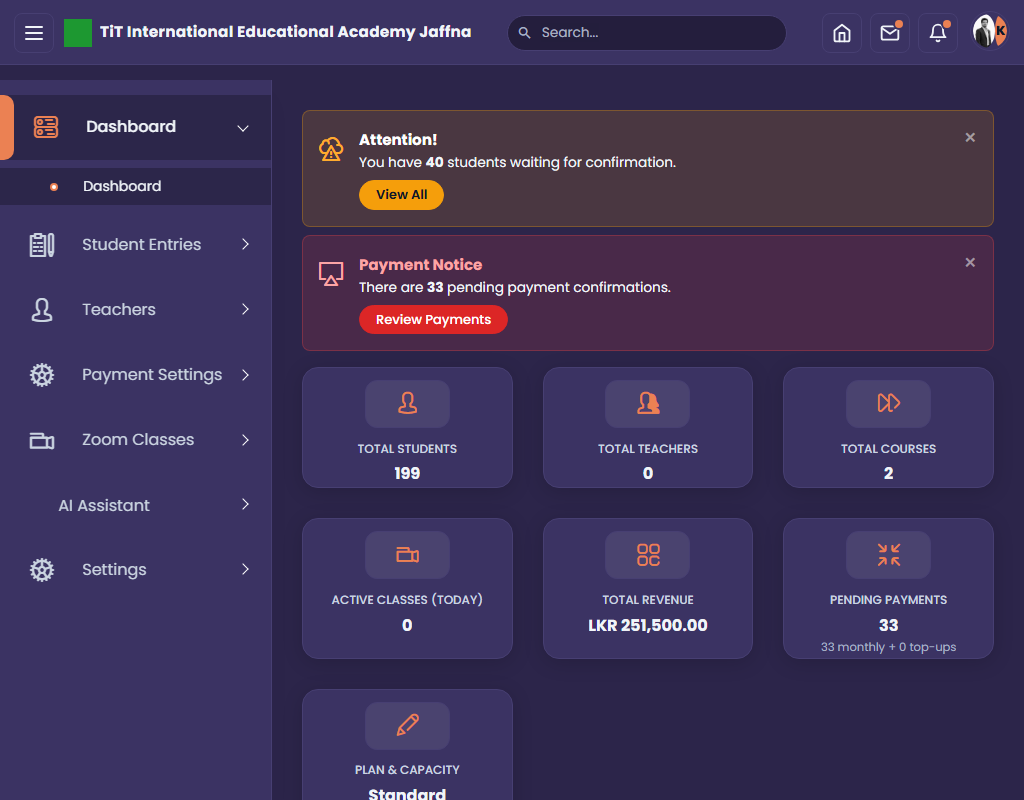 TiT International Educational Academy Jaffna
Search...
K
Dashboard
Dashboard
Student Entries
Teachers
Payment Settings
Zoom Classes
AI Assistant
Settings
Attention!
You have 40 students waiting for confirmation.
View All
Payment Notice
There are 33 pending payment confirmations.
Review Payments
TOTAL STUDENTS
199
TOTAL TEACHERS
0
TOTAL COURSES
2
ACTIVE CLASSES (TODAY)
0
TOTAL REVENUE
LKR 251,500.00
PENDING PAYMENTS
33
33 monthly + 0 top-ups
PLAN & CAPACITY
Standard